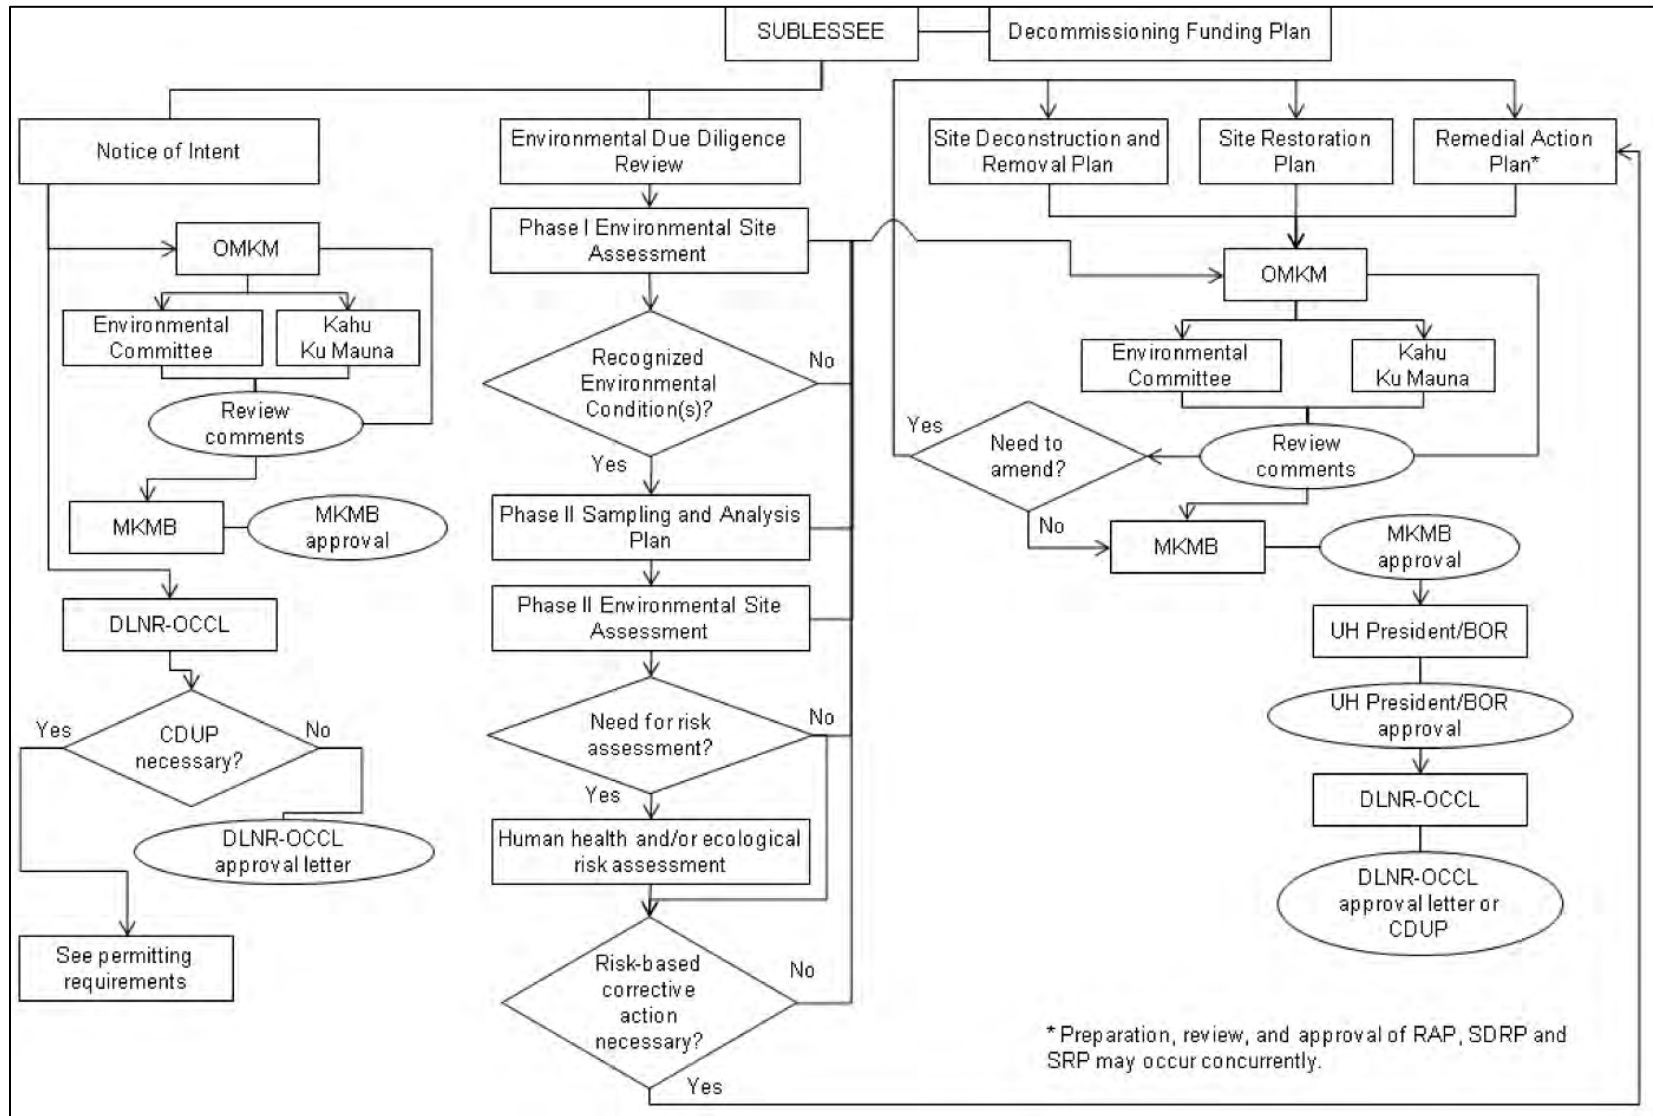 SUBLESSEE
Decommissioning Funding Plan
Notice of Intent
OMKM
Environmental
Committee
Kahu
Ku Mauna
Review
comments
MKMB
MKMB
approval
DLNR-OCCL
Yes
CDUP
necessary?
No
DLNR-OCCL
approval letter
See permitting
requirements
Environmental Due Diligence
Review
Phase I Environmental Site
Assessment
Recognized
Environmental
Condition(s)?
No
Yes
Phase II Sampling and Analysis
Plan
Phase II Environmental Site
Assessment
Need for risk
assessment?
No
Yes
Human health and/or ecological
risk assessment
Risk-based
corrective
action
necessary?
No
Yes
Site Deconstruction and
Removal Plan
Site Restoration
Plan
Remedial Action
Plan*
OMKM
Environmental
Committee
Kahu
Ku Mauna
Yes
Need to
amend?
Review
comments
No
MKMB
MKMB
approval
UH President/BOR
UH President/BOR
approval
DLNR-OCCL
DLNR-OCCL
approval letter or
CDUP
* Preparation, review, and approval of RAP, SDRP and
SRP may occur concurrently.